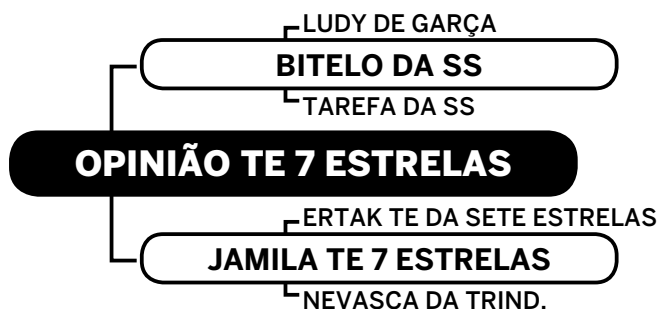 LUDY DE GARÇA
BITELO DA SS
TAREFA DA SS
OPINIÃO TE 7 ESTRELAS
ERTAK TE DA SETE ESTRELAS
JAMILA TE 7 ESTRELAS
NEVASCA DA TRIND.